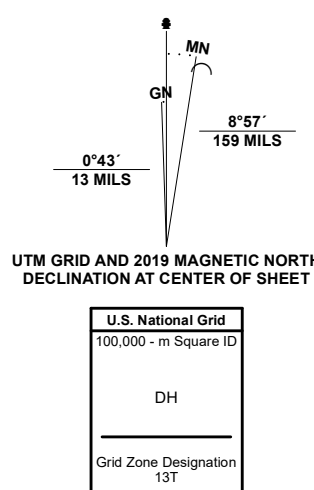 MN
GN
8°57´
159 MILS
0°43´
13 MILS
UTM GRID AND 2019 MAGNETIC NORTH
DECLINATION AT CENTER OF SHEET
U.S. National Grid
100,000 - m Square ID
DH
Grid Zone Designation
13T